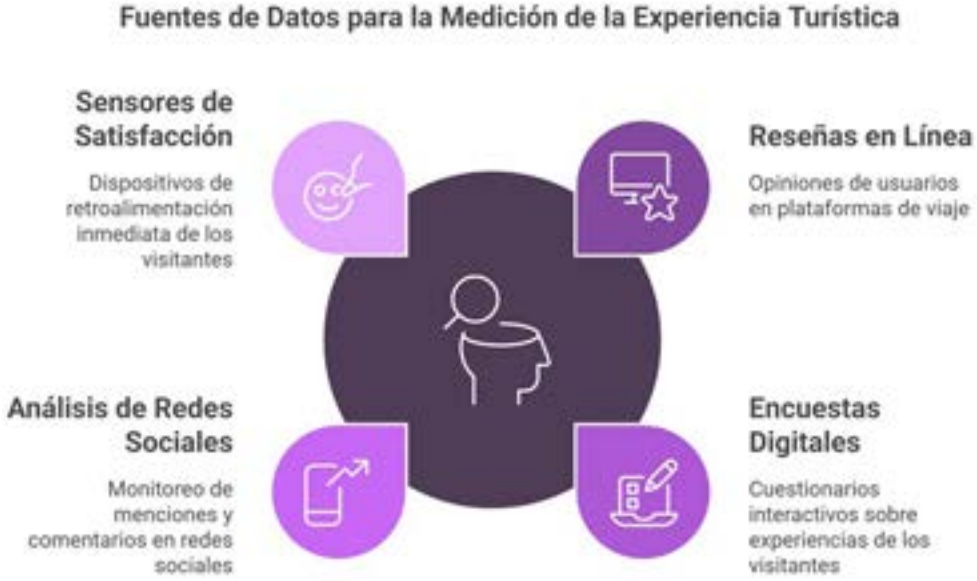 Fuentes de Datos para la Medición de la Experiencia Turística
Sensores de
Satisfacción
Dispositivos de
retroalimentación
inmediata de los
visitantes
Reseñas en Línea
Opiniones de usuarios
en plataformas de viaje
Análisis de Redes
Sociales
Monitoreo de
menciones y
comentarios en redes
sociales
Encuestas
Digitales
Cuestionarios
interactivos sobre
experiencias de los
visitantes